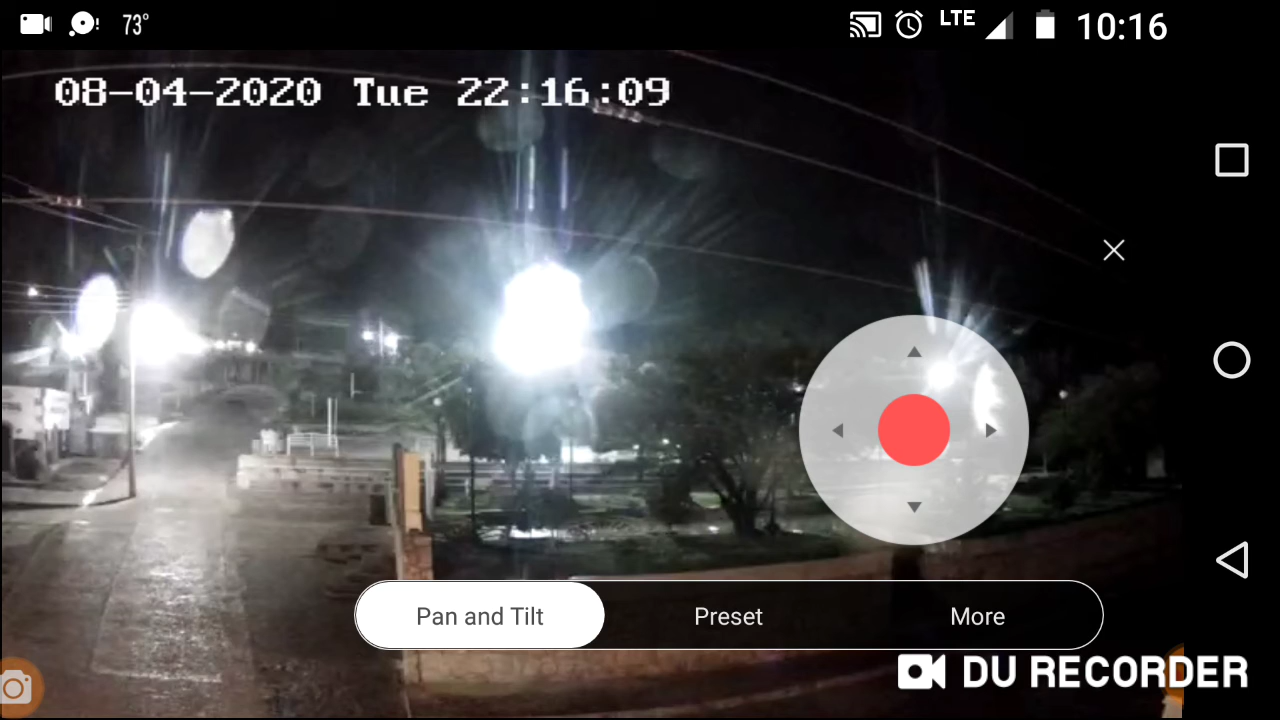 73°
LTE
10:16
08-04-2020 Tue 22:16:09
Pan and Tilt
Preset
More
DU RECORDER